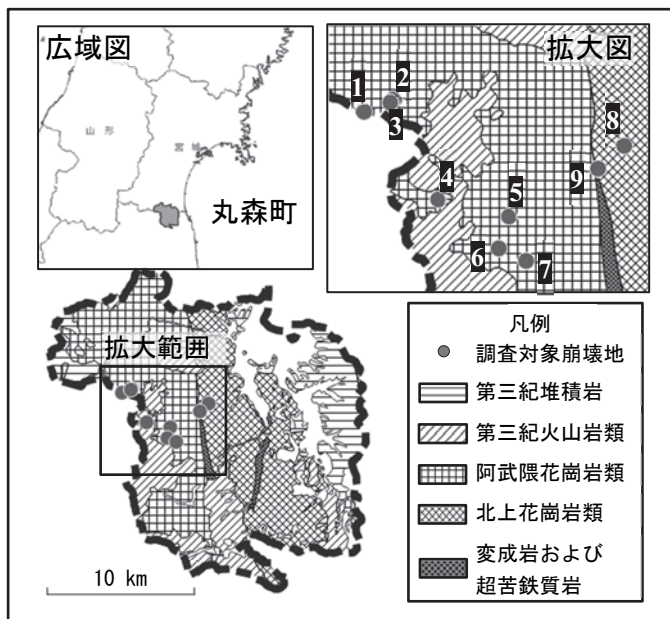 広域図
山形
宮城
丸森町
拡大図
1
2
3
4
5
6
7
8
9
拡大範囲
10 km
凡例
調査対象崩壊地
第三紀堆積岩
第三紀火山岩類
阿武隈花崗岩類
北上花崗岩類
変成岩および
超苦鉄質岩